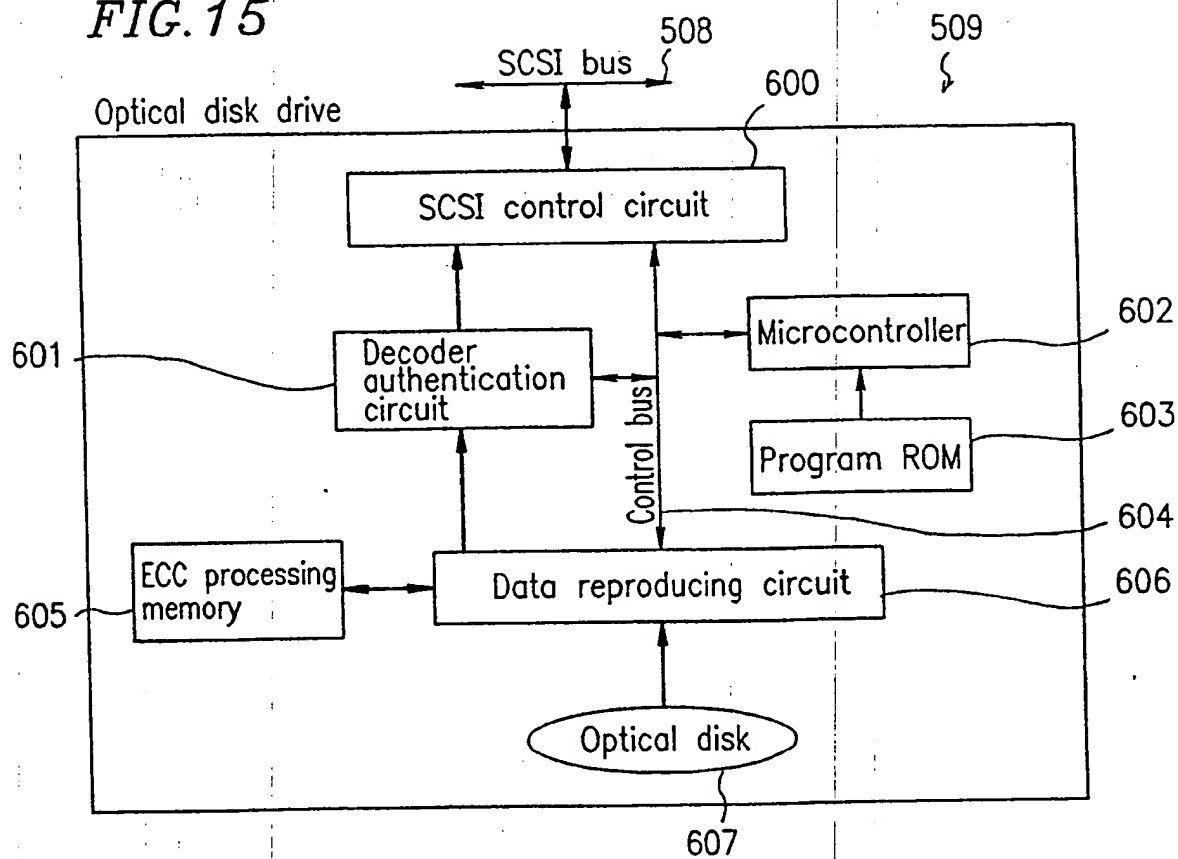 FIG. 15
508
509
SCSI bus
600
Optical disk drive
SCSI control circuit
602
Microcontroller
601
Decoder
authentication
circuit
Control bus
603
Program ROM
604
ECC processing
memory
605
Data reproducing circuit
606
Optical disk
607